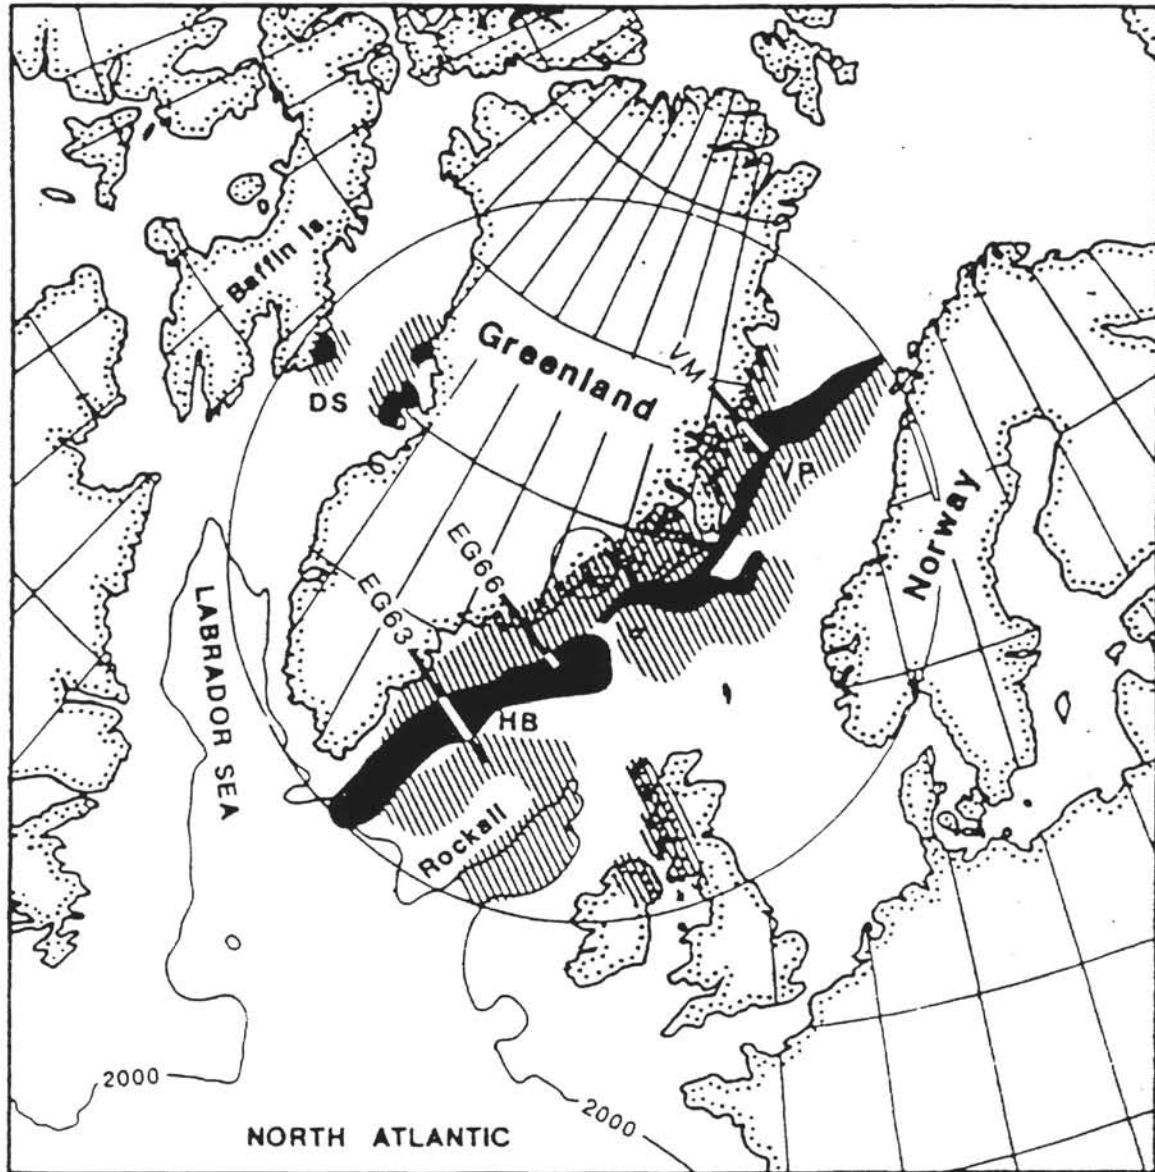 Baffin Is.
DS
Greenland
VM
VP
Norway
EG66
EG63
LABRADOR SEA
HB
Rockall
2000
2000
NORTH ATLANTIC